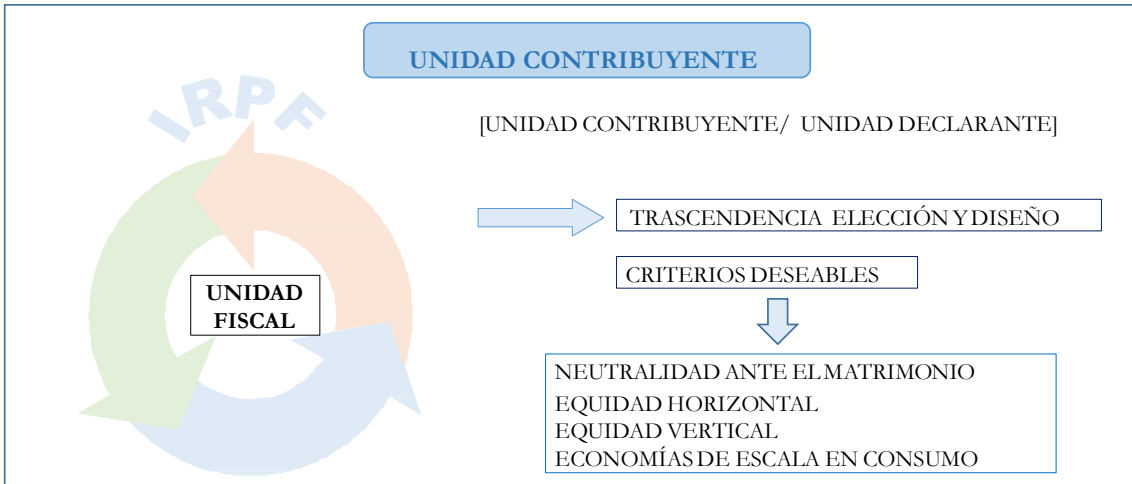 UNIDAD CONTRIBUYENTE
IRPF
[UNIDAD CONTRIBUYENTE/ UNIDAD DECLARANTE]
TRASCENDENCIA ELECCIÓN Y DISEÑO
UNIDAD
FISCAL
CRITERIOS DESEABLES
NEUTRALIDAD ANTE EL MATRIMONIO
EQUIDAD HORIZONTAL
EQUIDAD VERTICAL
ECONOMÍAS DE ESCALA EN CONSUMO